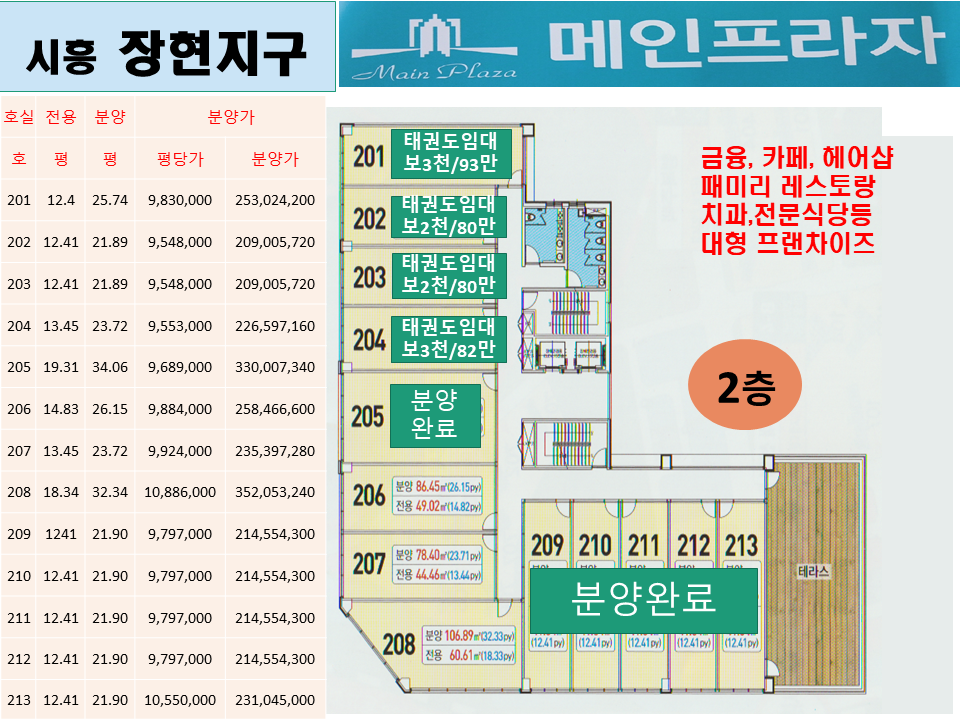 시흥 장현지구
Main Plaza
메인프라자
호실 전용 분양 분양가
호 평 평 평당가 분양가
201 12.4 25.74 9,830,000 253,024,200
202 12.41 21.89 9,548,000 209,005,720
203 12.41 21.89 9,548,000 209,005,720
204 13.45 23.72 9,553,000 226,597,160
205 19.31 34.06 9,689,000 330,007,340
206 14.83 26.15 9,884,000 258,466,600
207 13.45 23.72 9,924,000 235,397,280
208 18.34 32.34 10,886,000 352,053,240
209 1241 21.90 9,797,000 214,554,300
210 12.41 21.90 9,797,000 214,554,300
211 12.41 21.90 9,797,000 214,554,300
212 12.41 21.90 9,797,000 214,554,300
213 12.41 21.90 10,550,000 231,045,000
201
태권도임대
보3천/93만
202
태권도임대
보2천/80만
203
태권도임대
보2천/80만
204
태권도임대
보3천/82만
205
분양
완료
206
분양 86.45㎡(26.15py)
전용 49.02㎡(14.82py)
207
분양 78.40㎡(23.71py)
전용 44.46㎡(13.44py)
208
분양 106.89㎡(32.33py)
전용 60.61㎡(18.33py)
209 210 211 212 213
분양완료
(12.41py) (12.41py) (12.41py) (12.41py) (12.41py)
테라스
금융, 카페, 헤어샵
패미리 레스토랑
치과,전문식당등
대형 프랜차이즈
2층